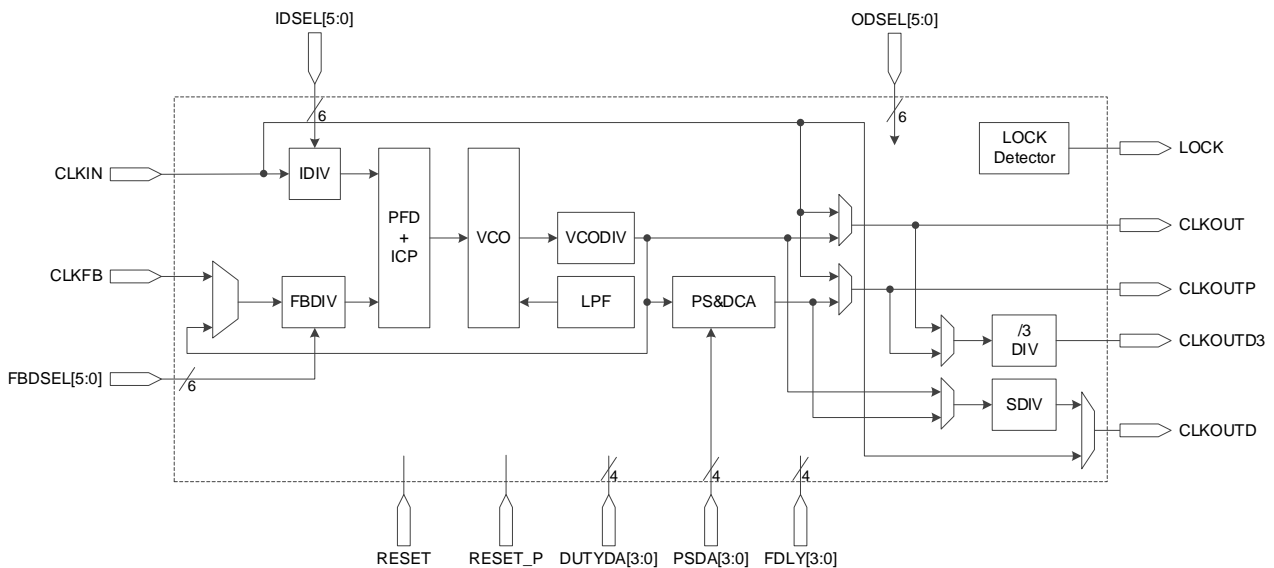 IDSEL[5:0]
ODSEL[5:0]
6
6
LOCK
Detector
LOCK
CLKIN
IDIV
PFD
+
ICP
VCO
VCODIV
CLKOUT
CLKFB
FBDIV
LPF
PS&DCA
CLKOUTP
/3
DIV
CLKOUTD3
FBDSEL[5:0]
6
SDIV
CLKOUTD
4
4
4
RESET
RESET_P
DUTYDA[3:0]
PSDA[3:0]
FDLY[3:0]